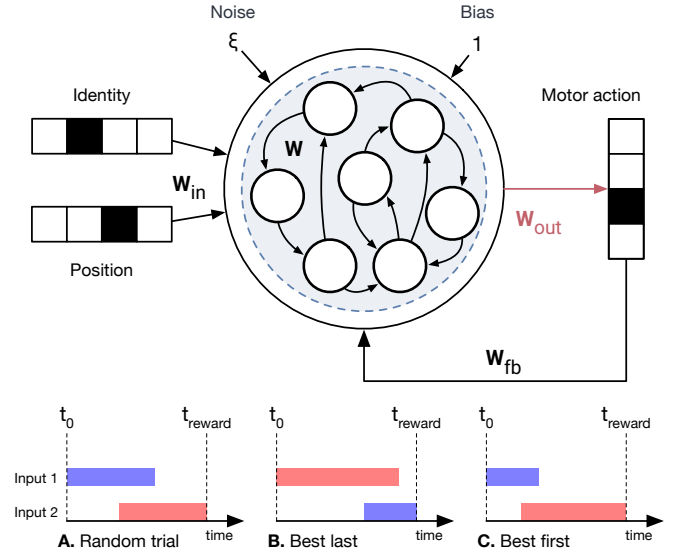 Noise
Bias
ξ
1
Identity
Motor action
W
W_in
W_out
Position
W_fb
t_0 t_reward t_0 t_reward t_0 t_reward
Input 1
Input 2
A. Random trial time B. Best last time C. Best first time